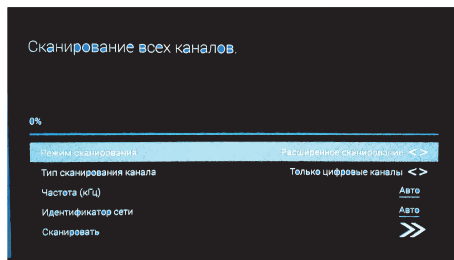 Сканирование всех каналов.
0%
Режим сканирования Расширенное сканирование <>
Тип сканирования канала Только цифровые каналы <>
Частота (кГц) Авто
Идентификатор сети Авто
Сканировать >>